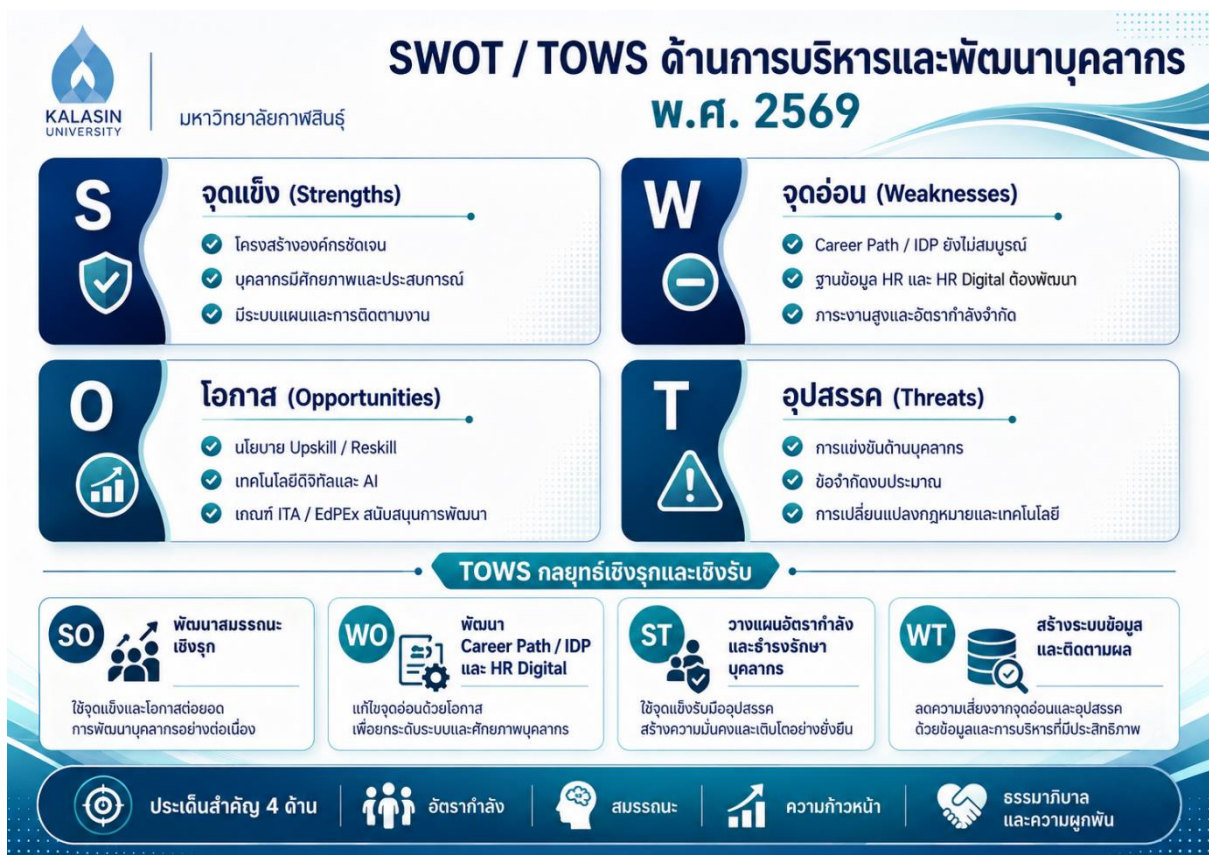 SWOT / TOWS ด้านการบริหารและพัฒนาบุคลากร
พ.ศ. 2569
KALASIN
UNIVERSITY
มหาวิทยาลัยกาฬสินธุ์
S
จุดแข็ง (Strengths)
โครงสร้างองค์กรชัดเจน
บุคลากรมีศักยภาพและประสบการณ์
มีระบบแผนและการติดตามงาน
W
จุดอ่อน (Weaknesses)
Career Path / IDP ยังไม่สมบูรณ์
ฐานข้อมูล HR และ HR Digital ต้องพัฒนา
ภาระงานสูงและอัตรากำลังจำกัด
O
โอกาส (Opportunities)
นโยบาย Upskill / Reskill
เทคโนโลยีดิจิทัลและ AI
เกณฑ์ ITA / EdPEx สนับสนุนการพัฒนา
T
อุปสรรค (Threats)
การแข่งขันด้านบุคลากร
ข้อจำกัดงบประมาณ
การเปลี่ยนแปลงกฎหมายและเทคโนโลยี
TOWS กลยุทธ์เชิงรุกและเชิงรับ
SO
พัฒนาสมรรถนะ
เชิงรุก
ใช้จุดแข็งและโอกาสต่อยอด
การพัฒนาบุคลากรอย่างต่อเนื่อง
WO
พัฒนา
Career Path / IDP
และ HR Digital
แก้ไขจุดอ่อนด้วยโอกาส
เพื่อยกระดับระบบและศักยภาพบุคลากร
ST
วางแผนอัตรากำลัง
และธำรงรักษา
บุคลากร
ใช้จุดแข็งรับมืออุปสรรค
สร้างความมั่นคงและเติบโตอย่างยั่งยืน
WT
สร้างระบบข้อมูล
และติดตามผล
ลดความเสี่ยงจากจุดอ่อนและอุปสรรค
ด้วยข้อมูลและการบริหารที่มีประสิทธิภาพ
ประเด็นสำคัญ 4 ด้าน
อัตรากำลัง
สมรรถนะ
ความก้าวหน้า
ธรรมาภิบาล
และความผูกพัน